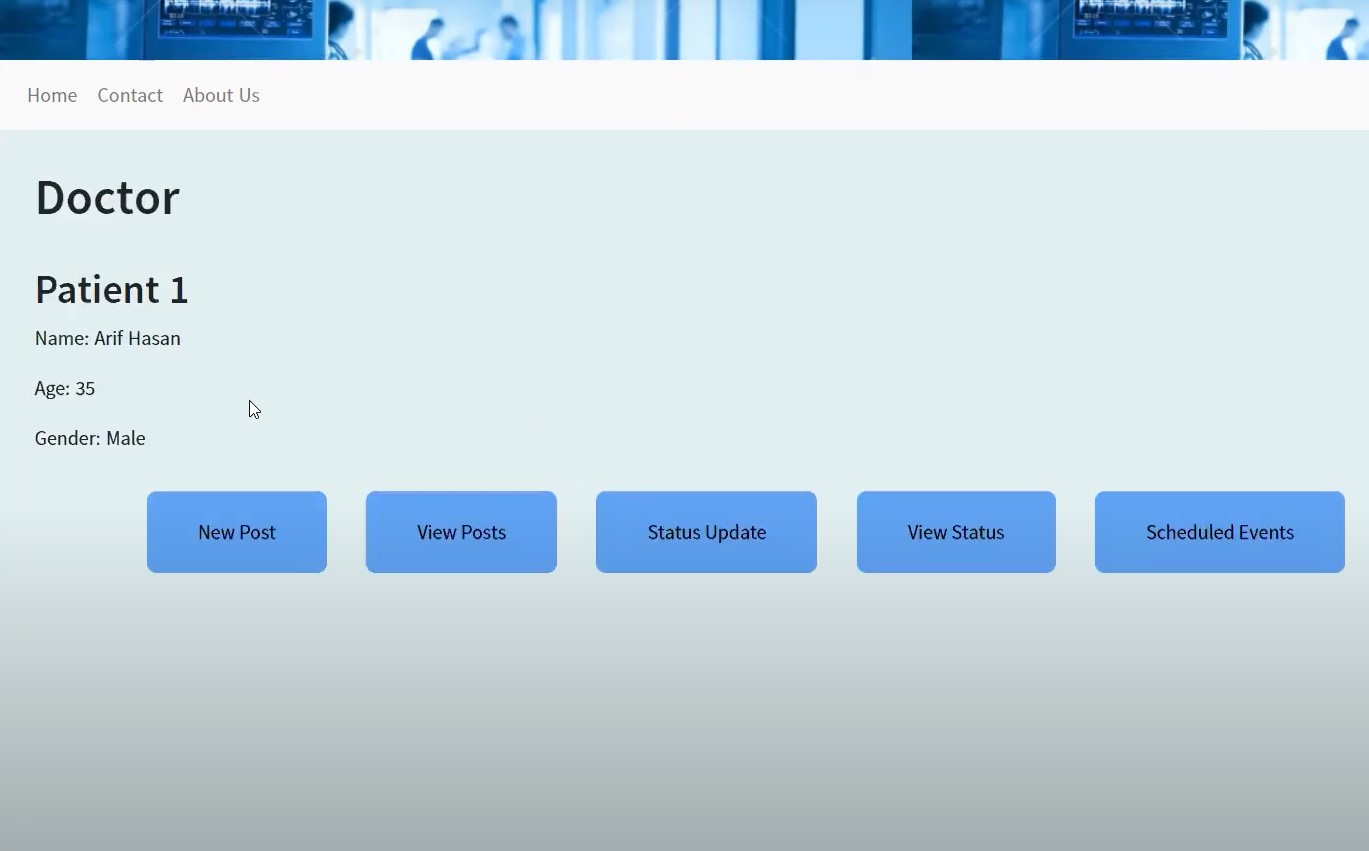 Home Contact About Us
Doctor
Patient 1
Name: Arif Hasan
Age: 35
Gender: Male
New Post View Posts Status Update View Status Scheduled Events